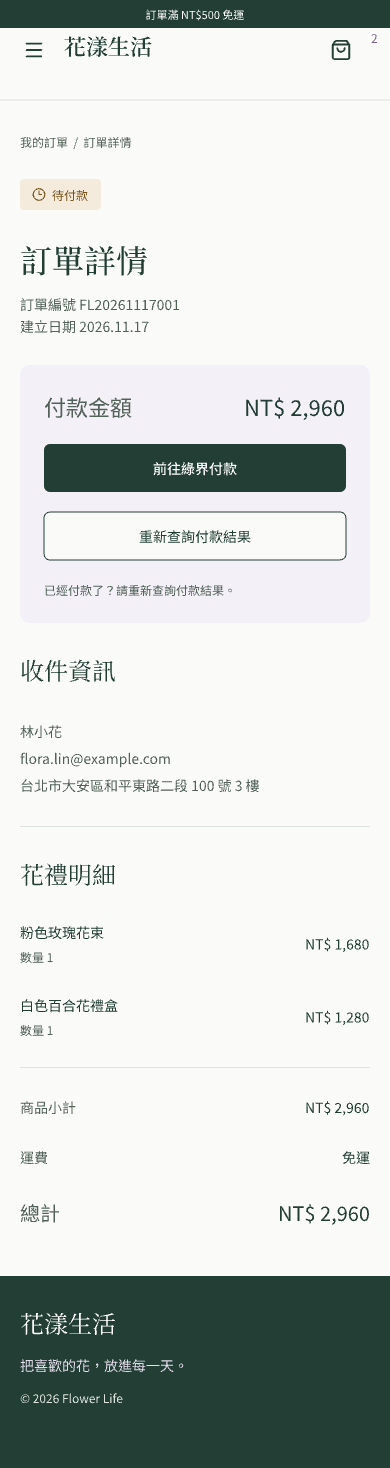 訂單滿 NT$500 免運
花漾生活
2
我的訂單 / 訂單詳情
待付款
訂單詳情
訂單編號 FL20261117001
建立日期 2026.11.17
付款金額 NT$ 2,960
前往綠界付款
重新查詢付款結果
已經付款了？請重新查詢付款結果。
收件資訊
林小花
flora.lin@example.com
台北市大安區和平東路二段 100 號 3 樓
花禮明細
粉色玫瑰花束
數量 1
NT$ 1,680
白色百合花禮盒
數量 1
NT$ 1,280
商品小計 NT$ 2,960
運費 免運
總計 NT$ 2,960
花漾生活
把喜歡的花，放進每一天。
© 2026 Flower Life